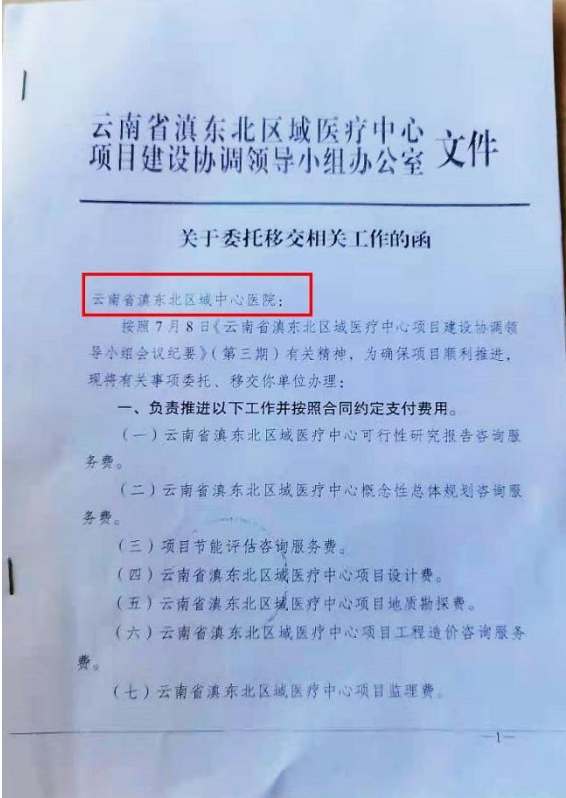 云南省滇东北区域医疗中心
项目建设协调领导小组办公室 文件
关于委托移交相关工作的函
云南省滇东北区域中心医院：
按照7月8日《云南省滇东北区域医疗中心项目建设协调领
导小组会议纪要》（第三期）有关精神，为确保项目顺利推进，
现将有关事项委托、移交你单位办理：
一、负责推进以下工作并按照合同约定支付费用。
（一）云南省滇东北区域医疗中心可行性研究报告咨询服
务费。
（二）云南省滇东北区域医疗中心概念性总体规划咨询服
务费。
（三）项目节能评估咨询服务费。
（四）云南省滇东北区域医疗中心项目设计费。
（五）云南省滇东北区域医疗中心项目地质勘探费。
（六）云南省滇东北区域医疗中心项目工程造价咨询服务
费。
（七）云南省滇东北区域医疗中心项目监理费。
—1—